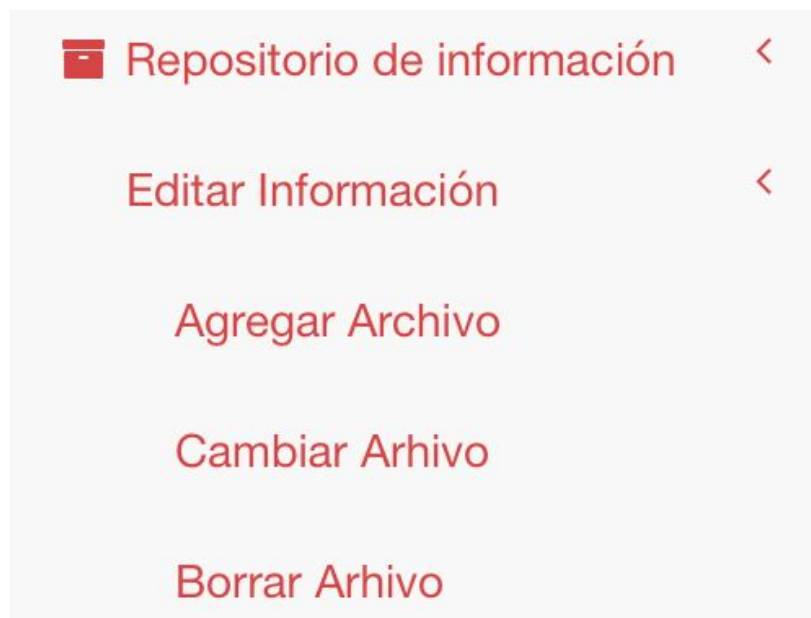 Repositorio de información
Editar Información
Agregar Archivo
Cambiar Arhivo
Borrar Arhivo